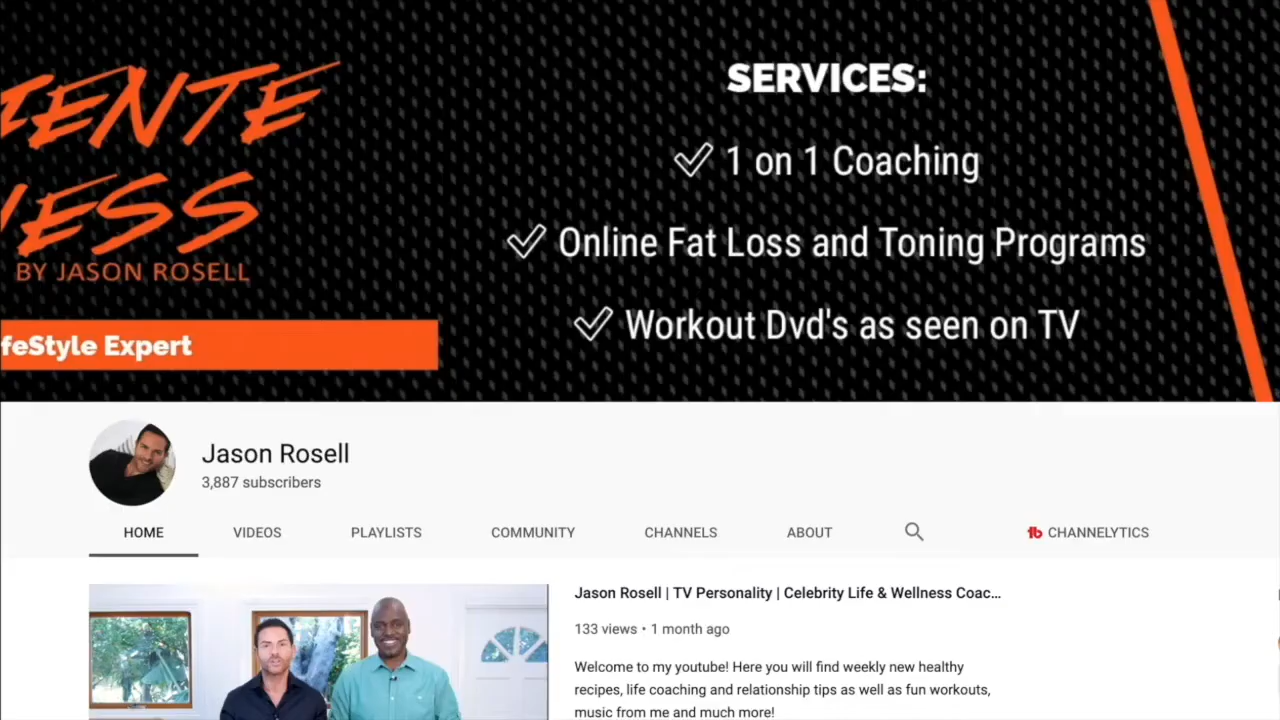 IENTE
NESS
BY JASON ROSELL
feStyle Expert
SERVICES:
1 on 1 Coaching
Online Fat Loss and Toning Programs
Workout Dvd's as seen on TV
Jason Rosell
3,887 subscribers
HOME VIDEOS PLAYLISTS COMMUNITY CHANNELS ABOUT tb CHANNELYTICS
Jason Rosell | TV Personality | Celebrity Life & Wellness Coac...
133 views • 1 month ago
Welcome to my youtube! Here you will find weekly new healthy
recipes, life coaching and relationship tips as well as fun workouts,
music from me and much more!